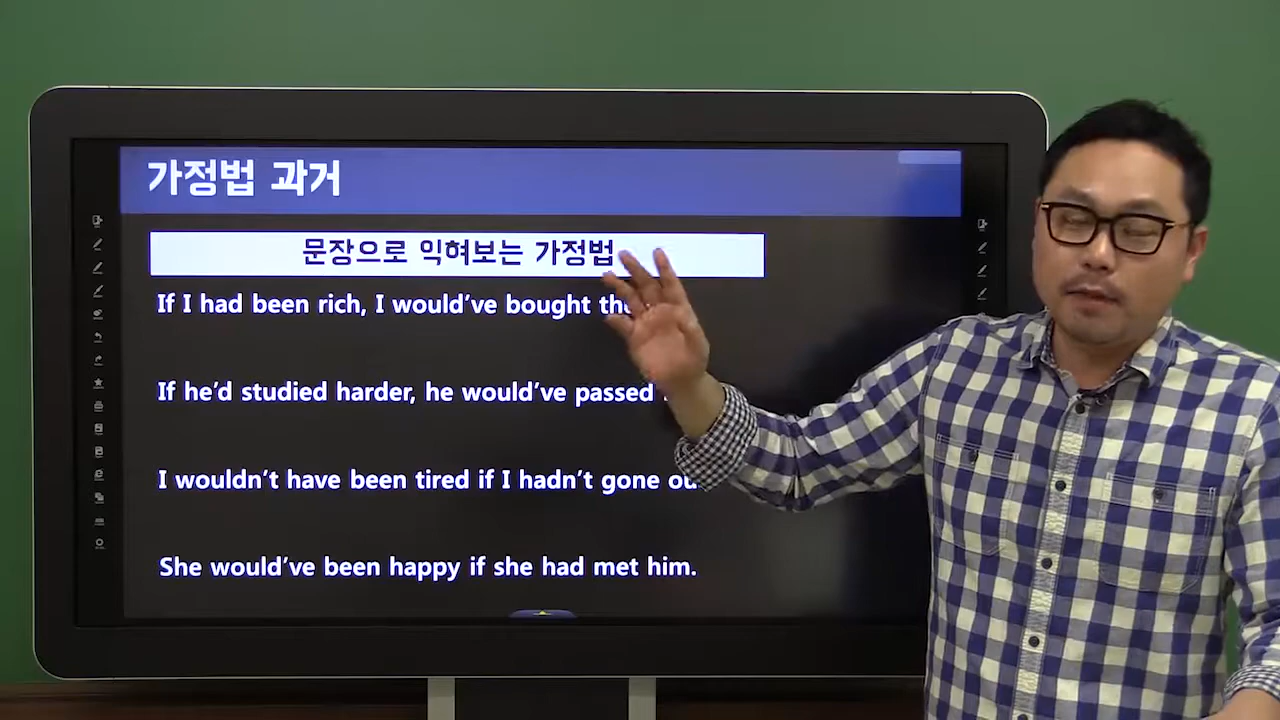 가정법 과거
문장으로 익혀보는 가정법
If I had been rich, I would've bought
If he'd studied harder, he would've passed
I wouldn't have been tired if I hadn't gone
She would've been happy if she had met him.